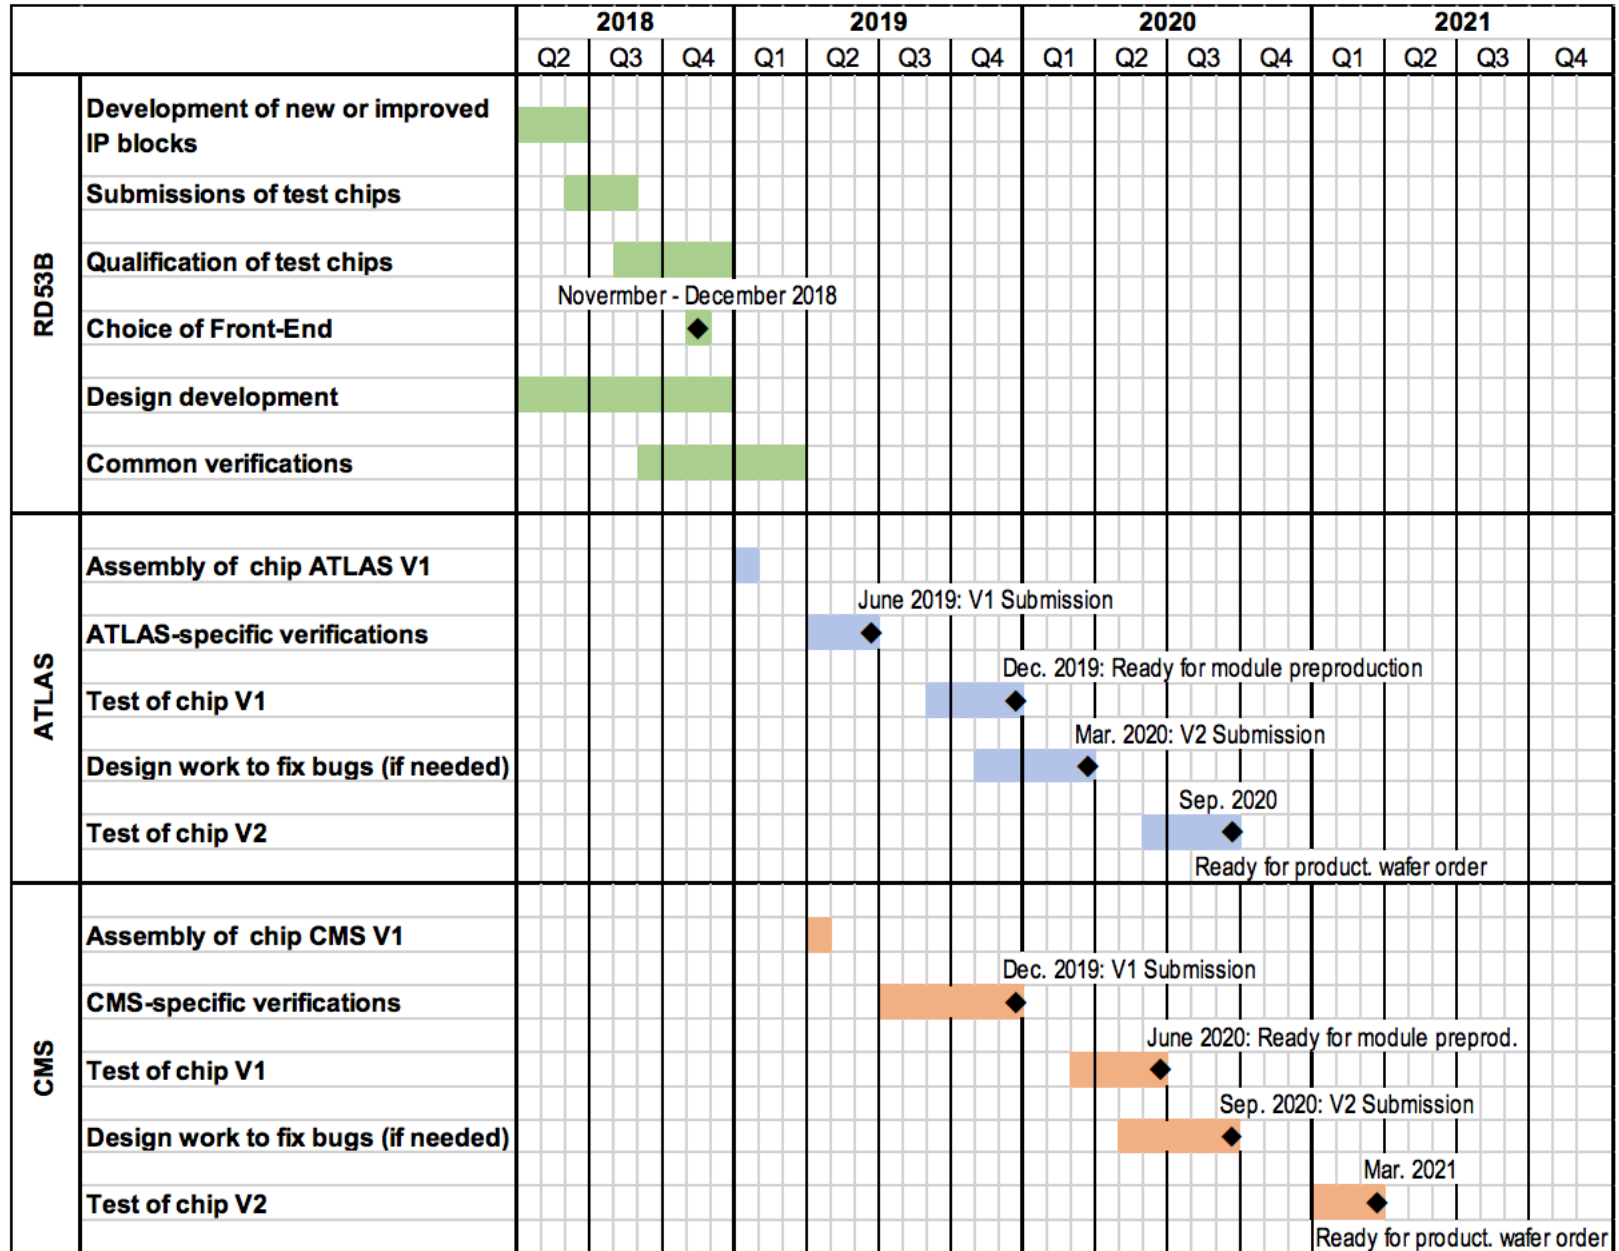 2018 2019 2020 2021
Q2 Q3 Q4 Q1 Q2 Q3 Q4 Q1 Q2 Q3 Q4 Q1 Q2 Q3 Q4
RD53B
Development of new or improved
IP blocks
Submissions of test chips
Qualification of test chips
Novermber - December 2018
Choice of Front-End
Design development
Common verifications
ATLAS
Assembly of chip ATLAS V1
June 2019: V1 Submission
ATLAS-specific verifications
Dec. 2019: Ready for module preproduction
Test of chip V1
Mar. 2020: V2 Submission
Design work to fix bugs (if needed)
Sep. 2020
Test of chip V2
Ready for product. wafer order
CMS
Assembly of chip CMS V1
Dec. 2019: V1 Submission
CMS-specific verifications
June 2020: Ready for module preprod.
Test of chip V1
Sep. 2020: V2 Submission
Design work to fix bugs (if needed)
Mar. 2021
Test of chip V2
Ready for product. wafer order